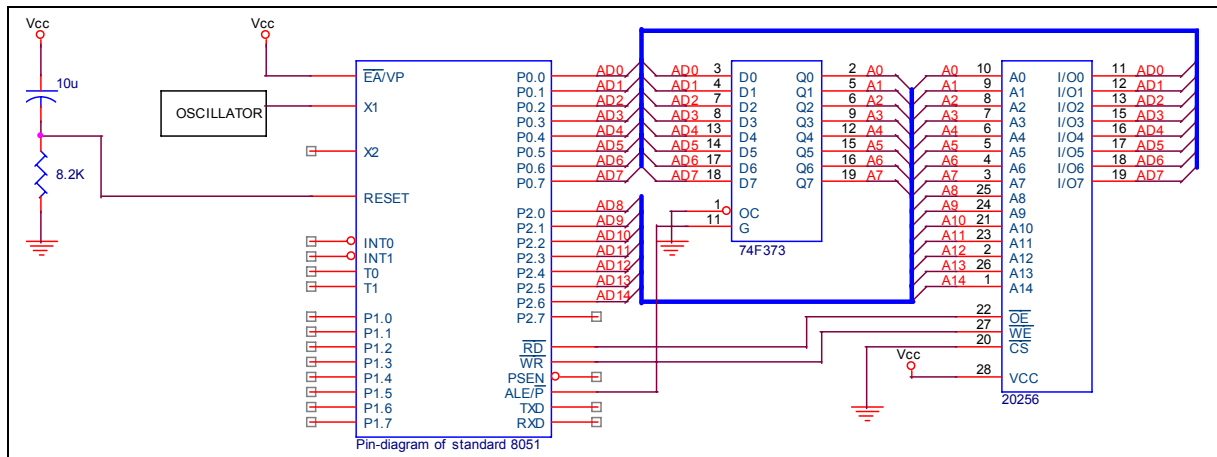 Vcc
10u
8.2K
Vcc
OSCILLATOR
EA/VP
X1
X2
RESET
INT0
INT1
T0
T1
P1.0
P1.1
P1.2
P1.3
P1.4
P1.5
P1.6
P1.7
P0.0 AD0
P0.1 AD1
P0.2 AD2
P0.3 AD3
P0.4 AD4
P0.5 AD5
P0.6 AD6
P0.7 AD7
P2.0 AD8
P2.1 AD9
P2.2 AD10
P2.3 AD11
P2.4 AD12
P2.5 AD13
P2.6 AD14
P2.7
RD
WR
PSEN
ALE/P
TXD
RXD
Pin-diagram of standard 8051
AD0 3 D0 Q0 2 A0
AD1 4 D1 Q1 5 A1
AD2 7 D2 Q2 6 A2
AD3 8 D3 Q3 9 A3
AD4 13 D4 Q4 12 A4
AD5 14 D5 Q5 15 A5
AD6 17 D6 Q6 16 A6
AD7 18 D7 Q7 19 A7
1 OC
11 G
74F373
A0 10 A0 I/O0 11 AD0
A1 9 A1 I/O1 12 AD1
A2 8 A2 I/O2 13 AD2
A3 7 A3 I/O3 15 AD3
A4 6 A4 I/O4 16 AD4
A5 5 A5 I/O5 17 AD5
A6 4 A6 I/O6 18 AD6
A7 3 A7 I/O7 19 AD7
A8 25 A8
A9 24 A9
A10 21 A10
A11 23 A11
A12 2 A12
A13 26 A13
A14 1 A14
22 OE
27 WE
20 CS
Vcc
28 VCC
20256